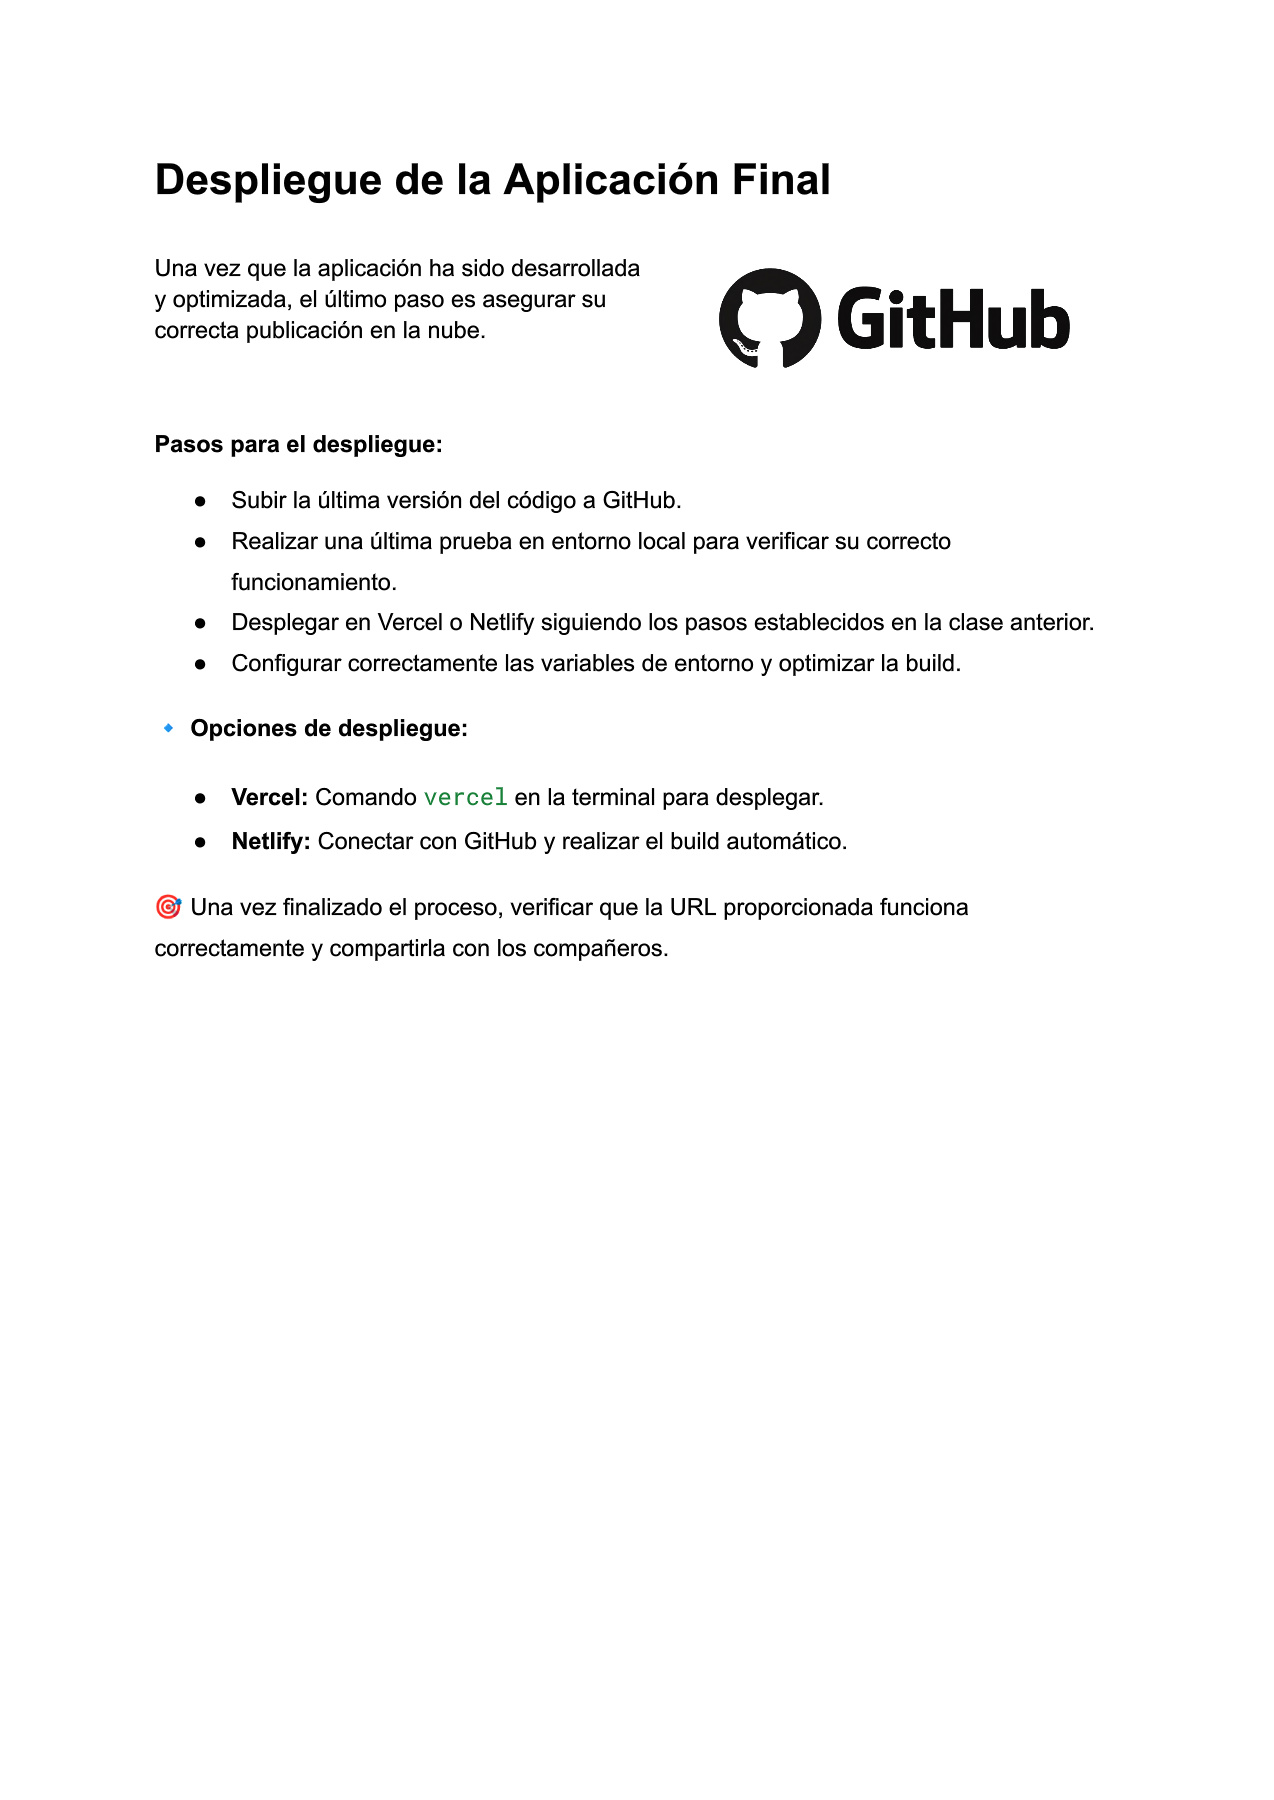 Despliegue de la Aplicación Final
Una vez que la aplicación ha sido desarrollada
y optimizada, el último paso es asegurar su
correcta publicación en la nube.
GitHub
Pasos para el despliegue:
● Subir la última versión del código a GitHub.
● Realizar una última prueba en entorno local para verificar su correcto
funcionamiento.
● Desplegar en Vercel o Netlify siguiendo los pasos establecidos en la clase anterior.
● Configurar correctamente las variables de entorno y optimizar la build.
🔹 Opciones de despliegue:
● Vercel: Comando vercel en la terminal para desplegar.
● Netlify: Conectar con GitHub y realizar el build automático.
🎯 Una vez finalizado el proceso, verificar que la URL proporcionada funciona
correctamente y compartirla con los compañeros.